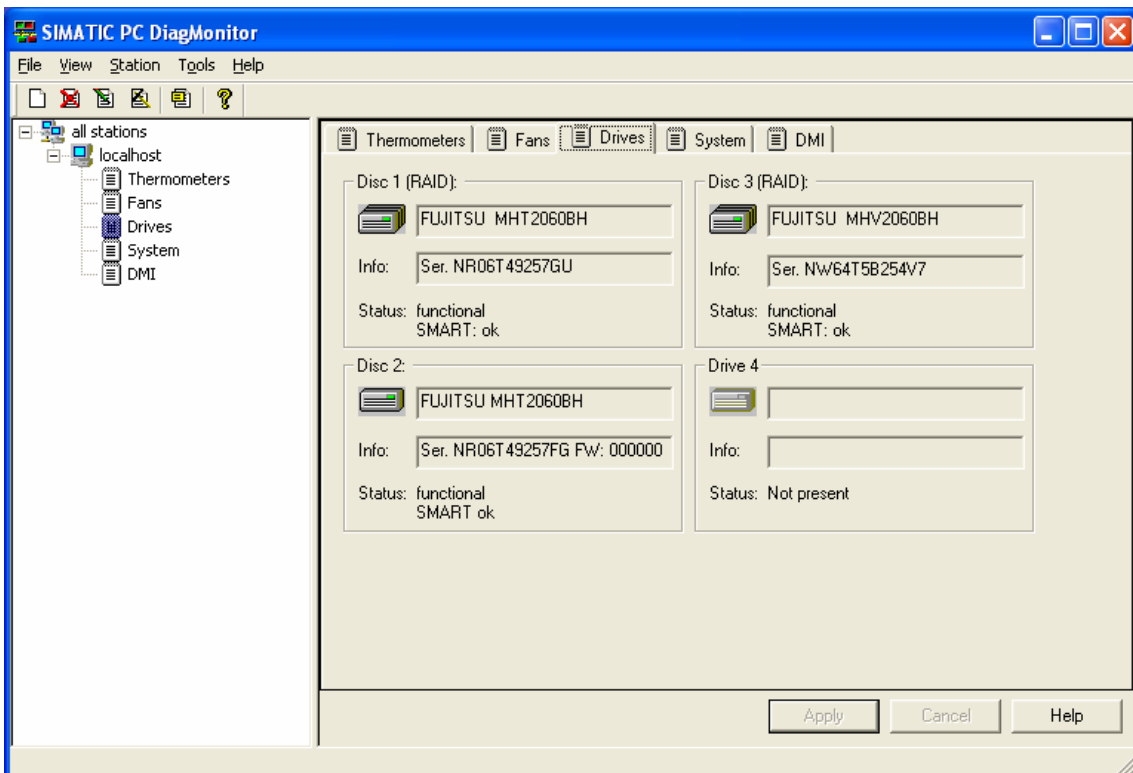 SIMATIC PC DiagMonitor
File View Station Tools Help
all stations
localhost
Thermometers
Fans
Drives
System
DMI
Thermometers Fans Drives System DMI
Disc 1 (RAID):
FUJITSU MHT2060BH
Info: Ser. NR06T49257GU
Status: functional
SMART: ok
Disc 3 (RAID):
FUJITSU MHV2060BH
Info: Ser. NW64T5B254V7
Status: functional
SMART: ok
Disc 2:
FUJITSU MHT2060BH
Info: Ser. NR06T49257FG FW: 000000
Status: functional
SMART ok
Drive 4
Info:
Status: Not present
Apply Cancel Help